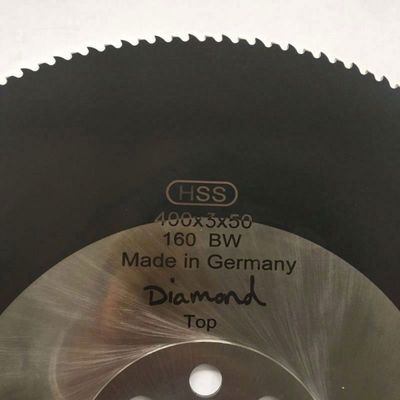 HSS
400x3x50
160 BW
Made in Germany
Diamond
Top